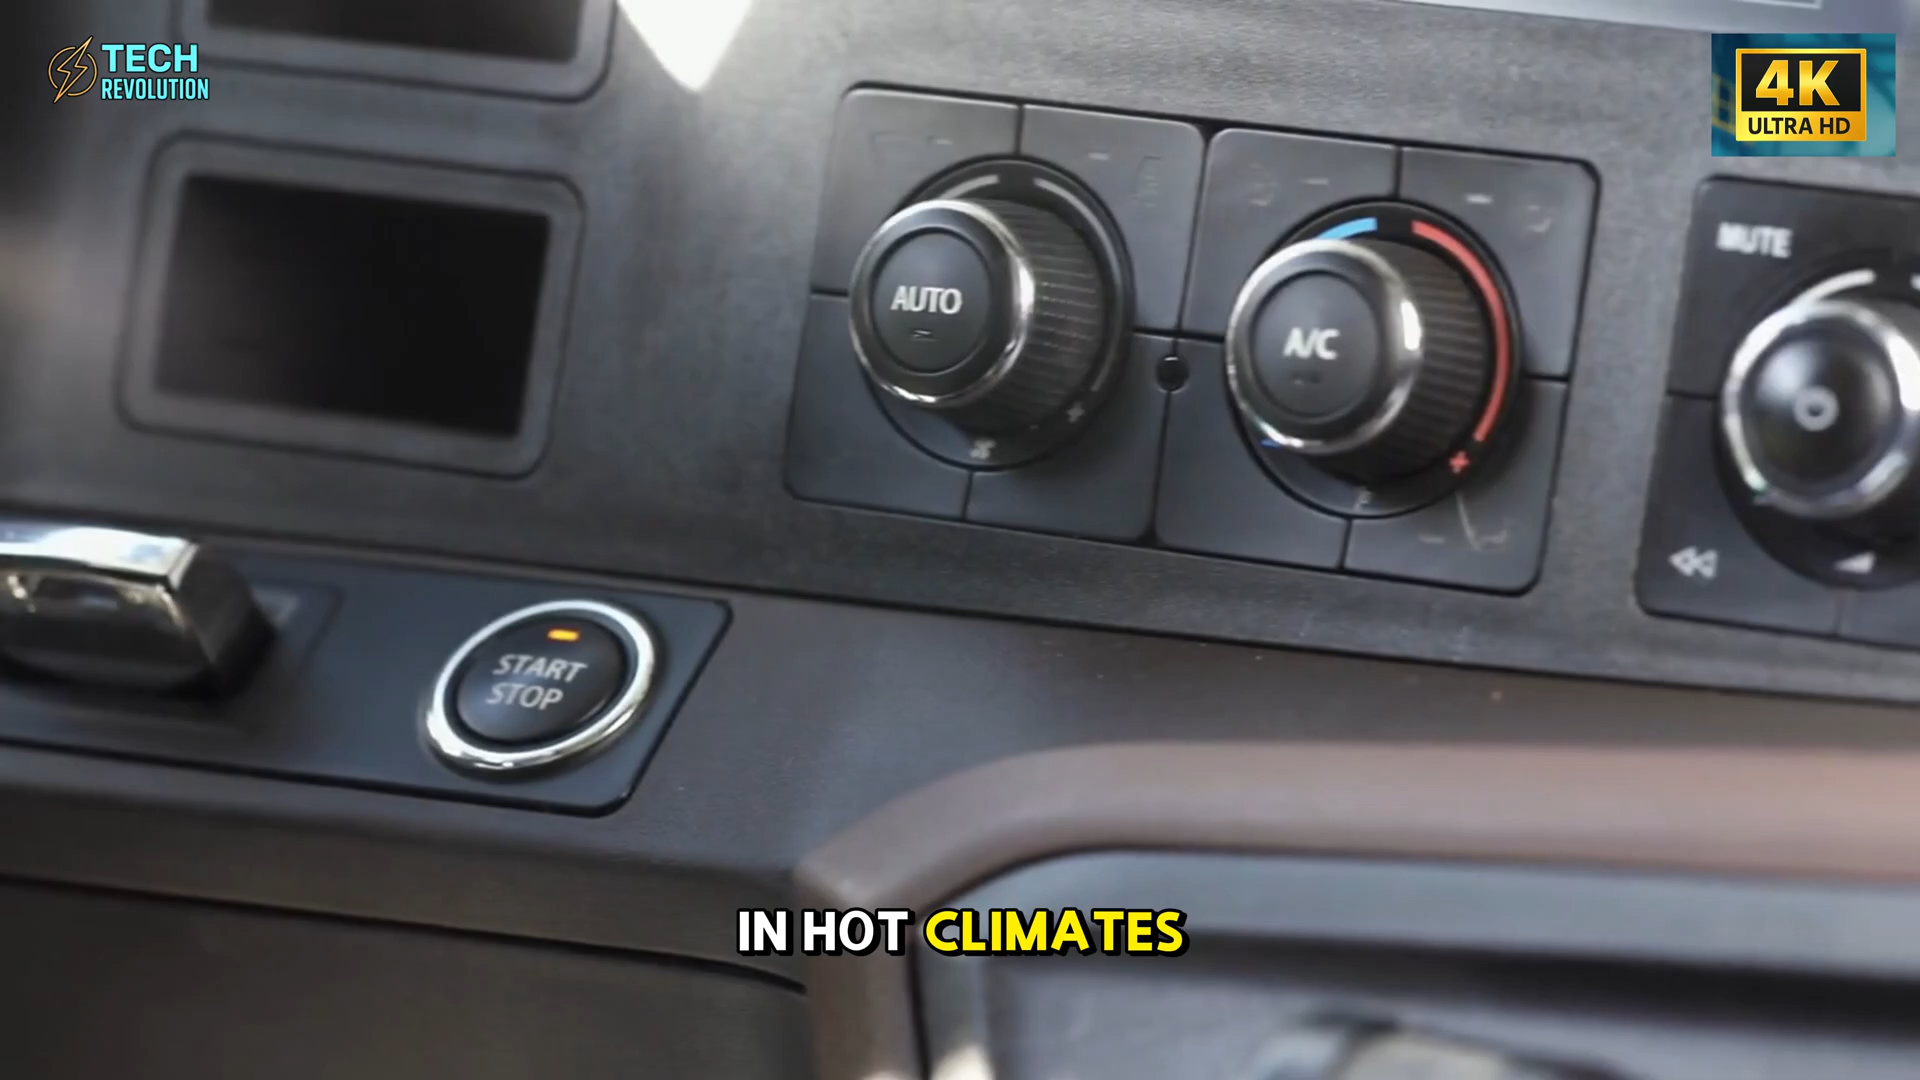 TECH
REVOLUTION
4K
ULTRA HD
MUTE
AUTO
A/C
START
STOP
IN HOT CLIMATES